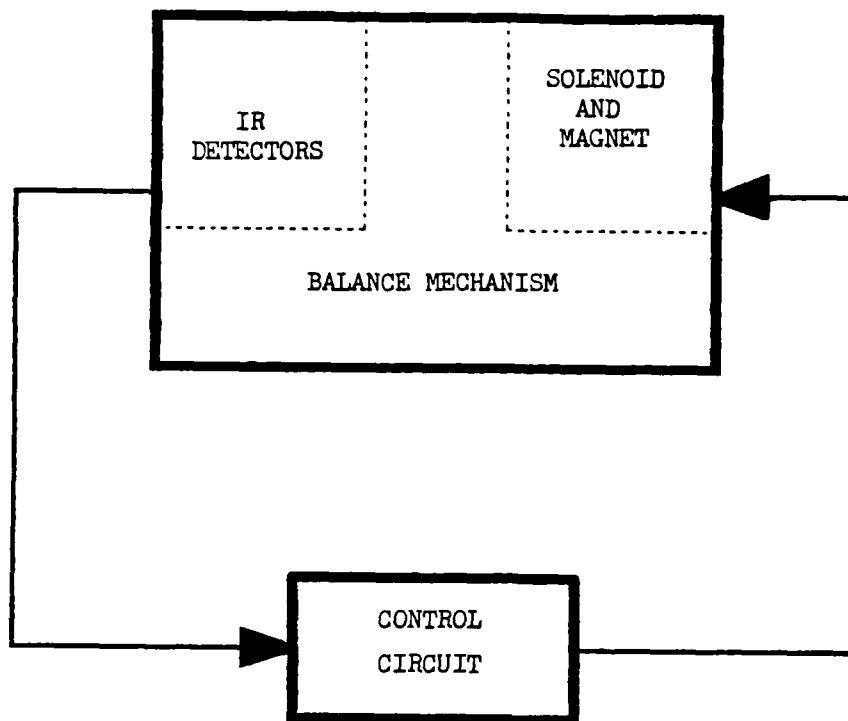 IR
DETECTORS
SOLENOID
AND
MAGNET
BALANCE MECHANISM
CONTROL
CIRCUIT